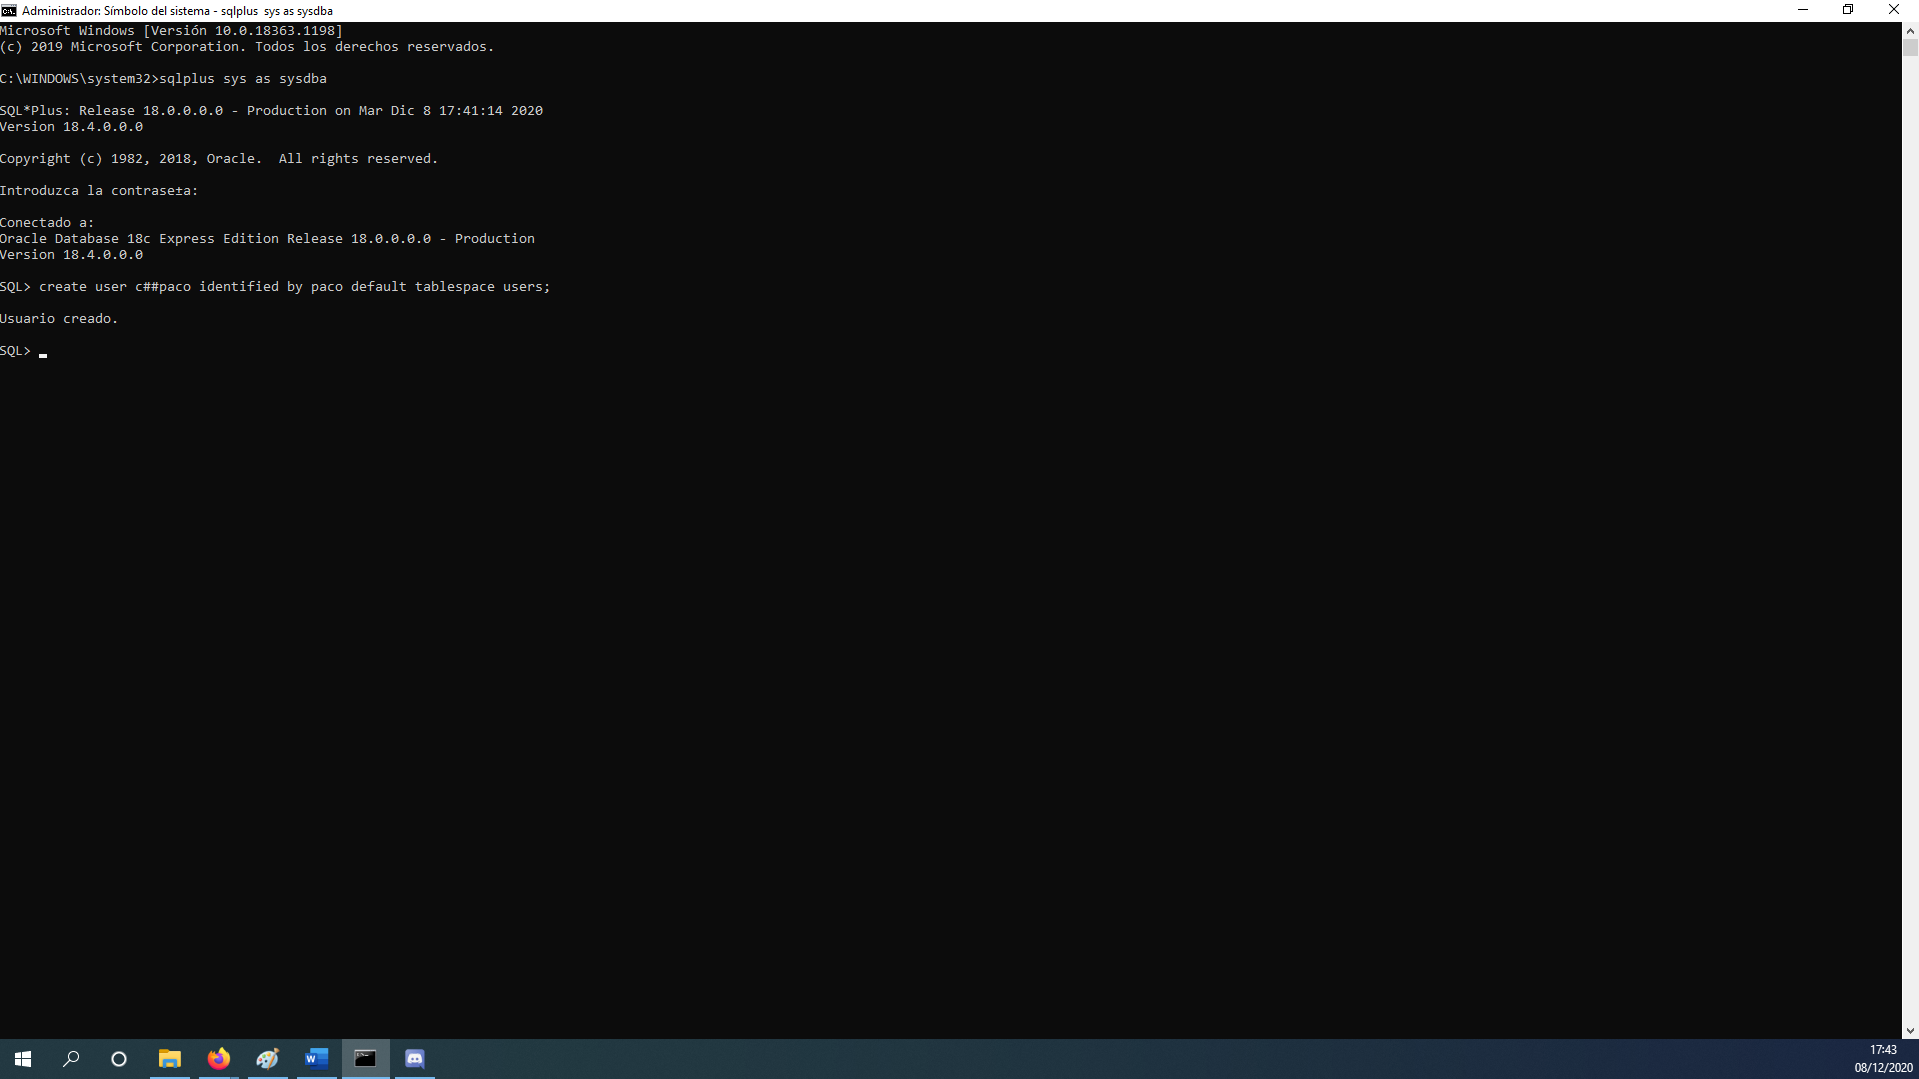 Administrador: Símbolo del sistema - sqlplus  sys as sysdba
Microsoft Windows [Versión 10.0.18363.1198]
(c) 2019 Microsoft Corporation. Todos los derechos reservados.
C:\WINDOWS\system32>sqlplus sys as sysdba
SQL*Plus: Release 18.0.0.0.0 - Production on Mar Dic 8 17:41:14 2020
Version 18.4.0.0.0
Copyright (c) 1982, 2018, Oracle.  All rights reserved.
Introduzca la contrase±a:
Conectado a:
Oracle Database 18c Express Edition Release 18.0.0.0.0 - Production
Version 18.4.0.0.0
SQL> create user c##paco identified by paco default tablespace users;
Usuario creado.
SQL>
17:43
08/12/2020